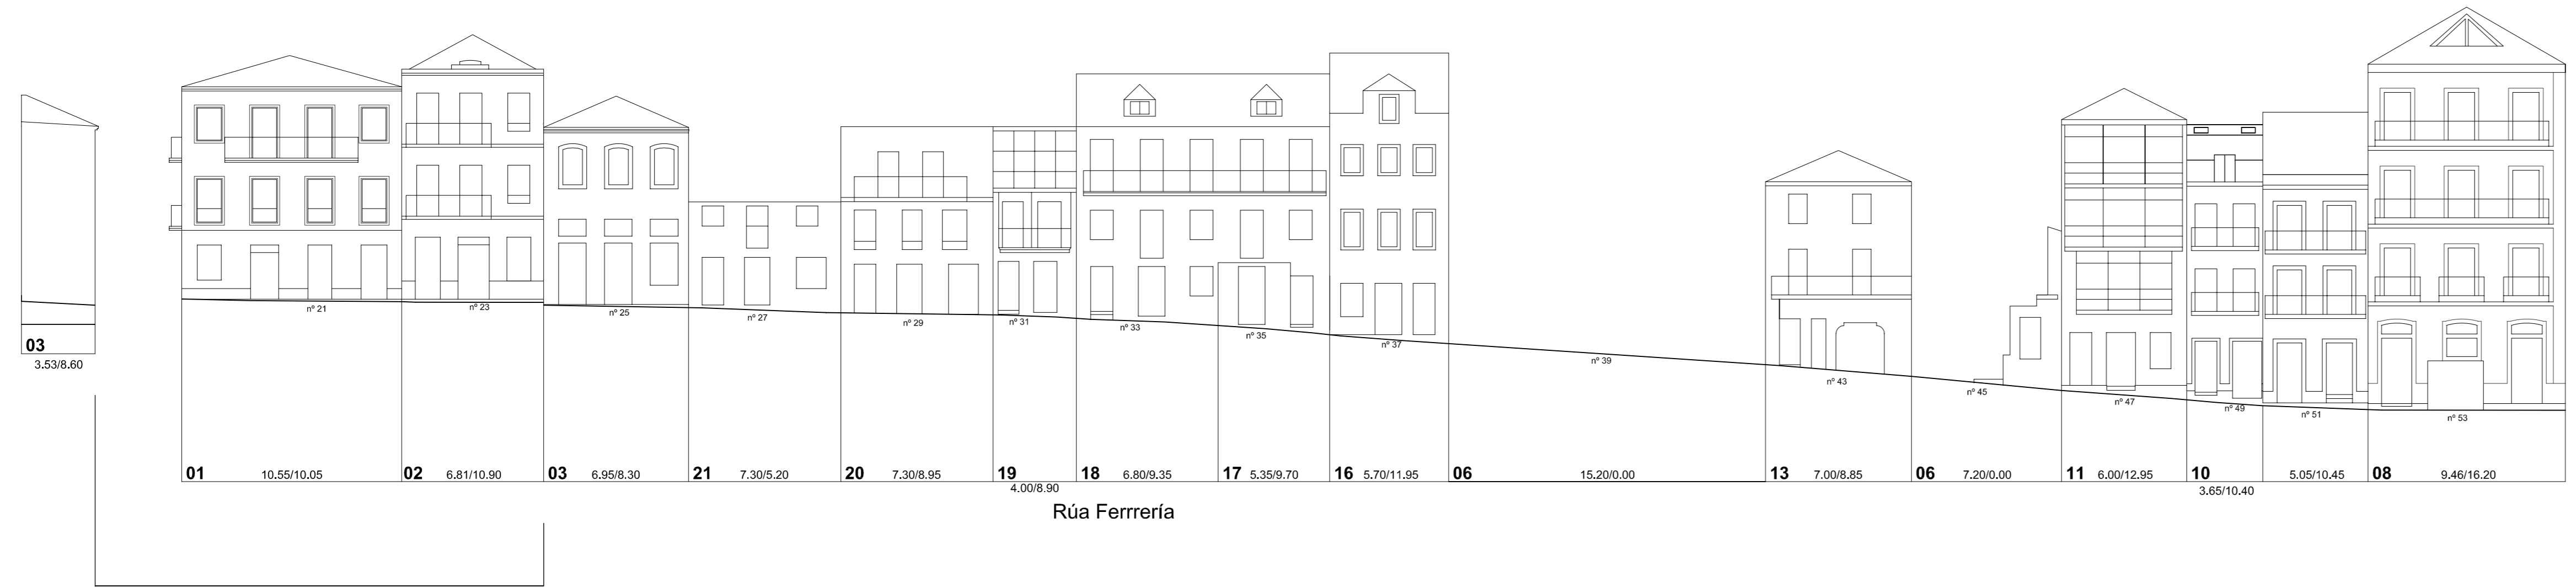 nº 21
nº 23
nº 25
nº 27
nº 29
nº 31
nº 33
nº 35
nº 37
nº 39
nº 43
nº 45
nº 47
nº 49
nº 51
nº 53
03
3.53/8.60
01 10.55/10.05
02 6.81/10.90
03 6.95/8.30
21 7.30/5.20
20 7.30/8.95
19
4.00/8.90
18 6.80/9.35
17 5.35/9.70
16 5.70/11.95
06 15.20/0.00
13 7.00/8.85
06 7.20/0.00
11 6.00/12.95
10
3.65/10.40
5.05/10.45
08 9.46/16.20
Rúa Ferrrería